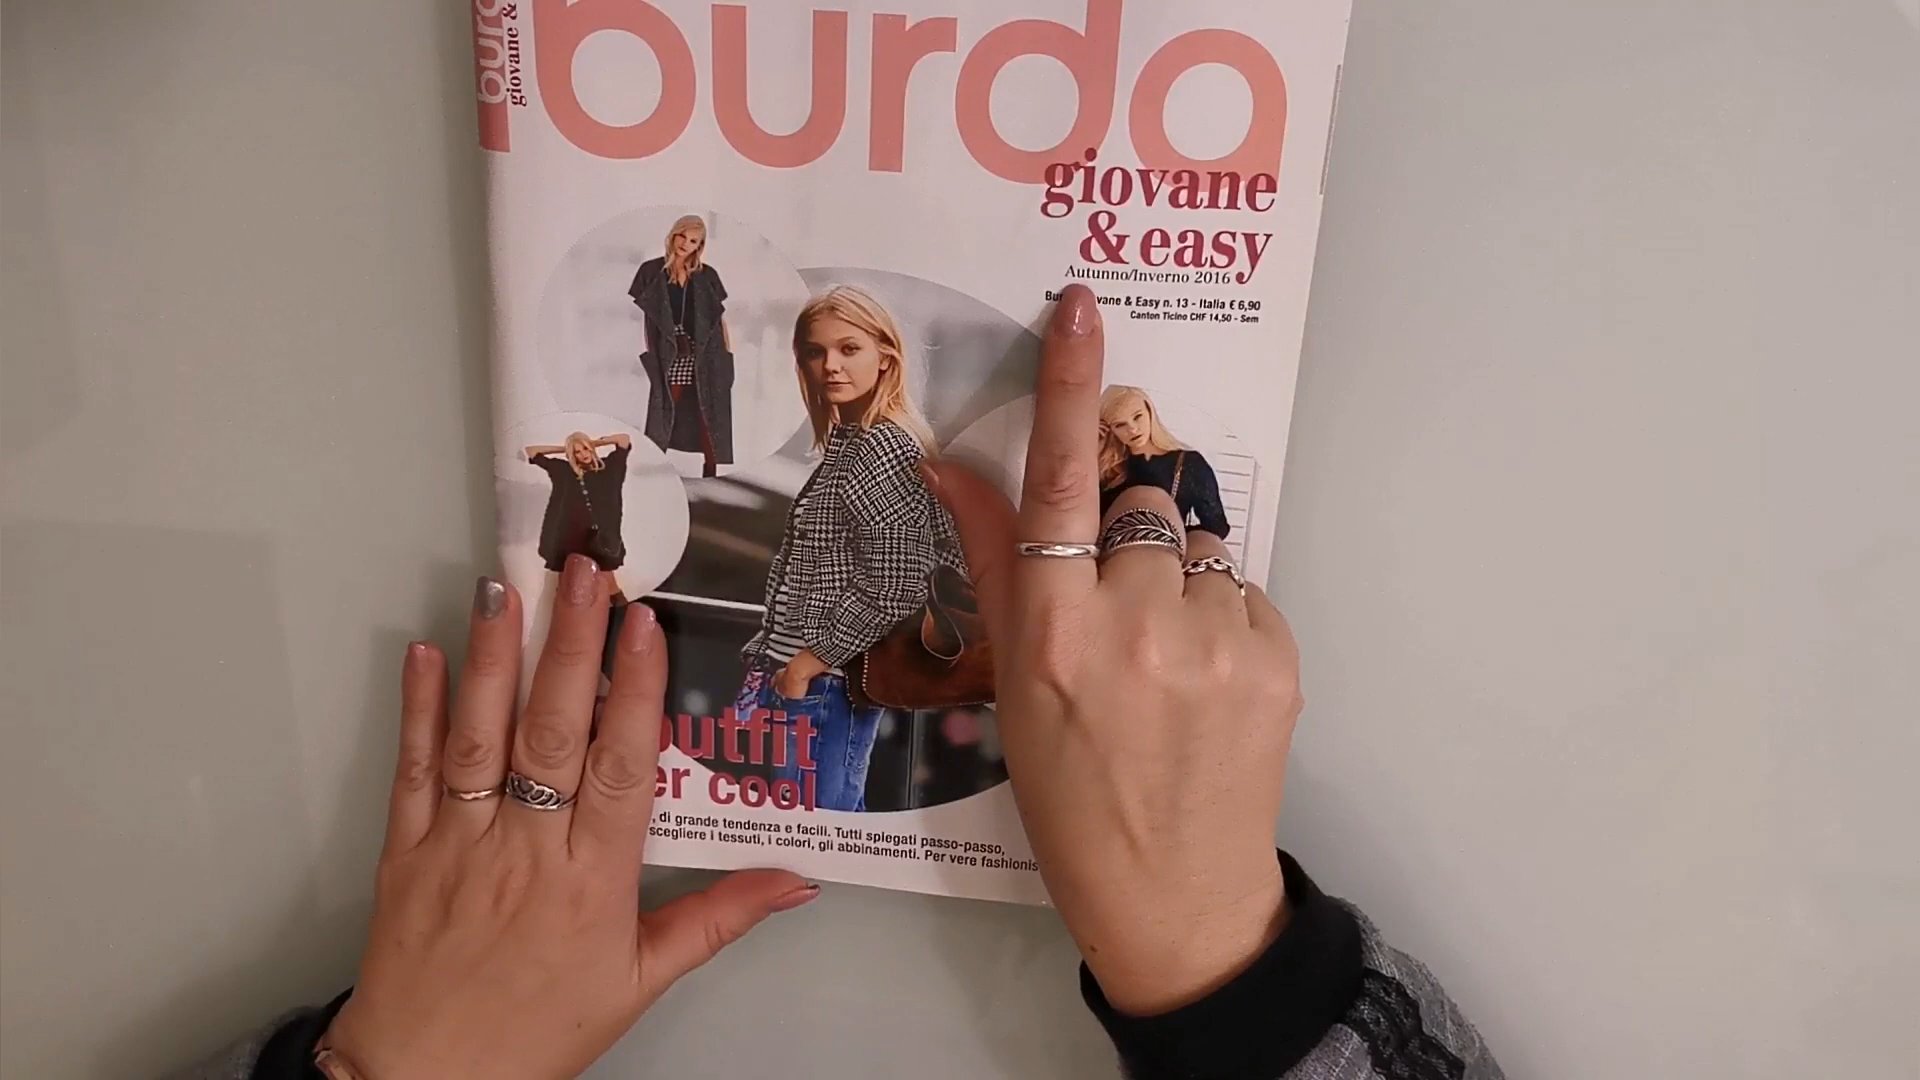 burda
giovane &
burda
giovane
& easy
Autunno/Inverno 2016
vane & Easy n. 13 - Italia € 6,90
Canton Ticino CHF 14,50 - Sem
outfit
er cool
, di grande tendenza e facili. Tutti spiegati passo-passo,
scegliere i tessuti, i colori, gli abbinamenti. Per vere fashionis